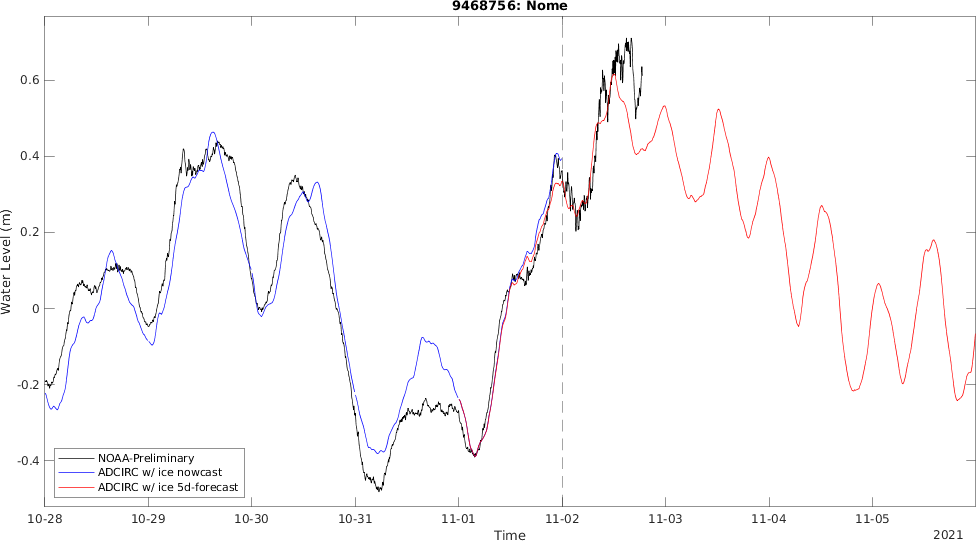 9468756: Nome
Water Level (m)
0.6
0.4
0.2
0
-0.2
-0.4
NOAA-Preliminary
ADCIRC w/ ice nowcast
ADCIRC w/ ice 5d-forecast
10-28 10-29 10-30 10-31 11-01 11-02 11-03 11-04 11-05
Time
2021